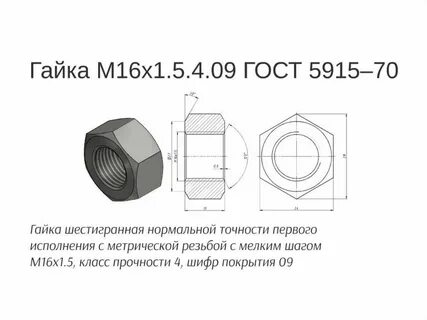 Гайка М16х1.5.4.09 ГОСТ 5915–70
Гайка шестигранная нормальной точности первого
исполнения с метрической резьбой с мелким шагом
М16х1.5, класс прочности 4, шифр покрытия 09